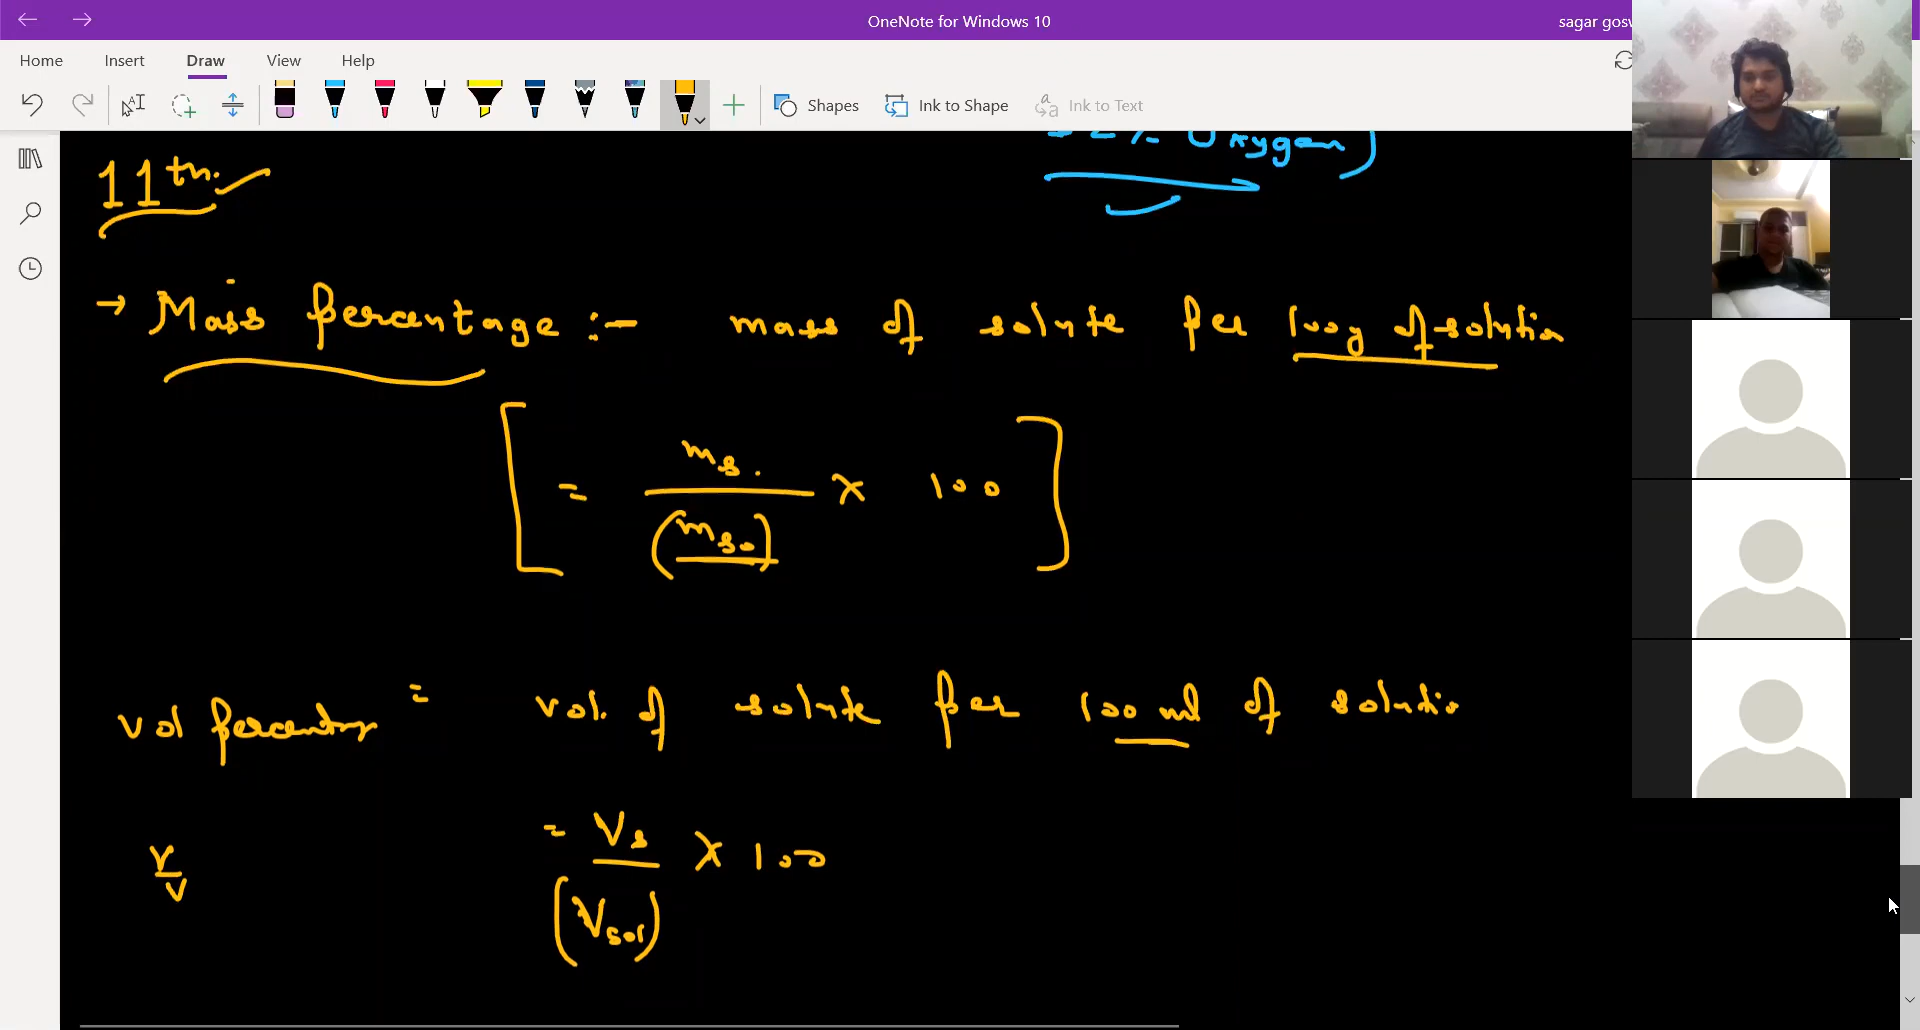 OneNote for Windows 10
sagar gosw
Home Insert Draw View Help
Shapes Ink to Shape Ink to Text
Oxygen)
11th.
→ Mass percentage :- mass of solute per 100g of solution
= ms. / (mso) × 100
vol percentage = vol. of solute per 100 ml of solution
v/v
= Vs / (Vsol) × 100